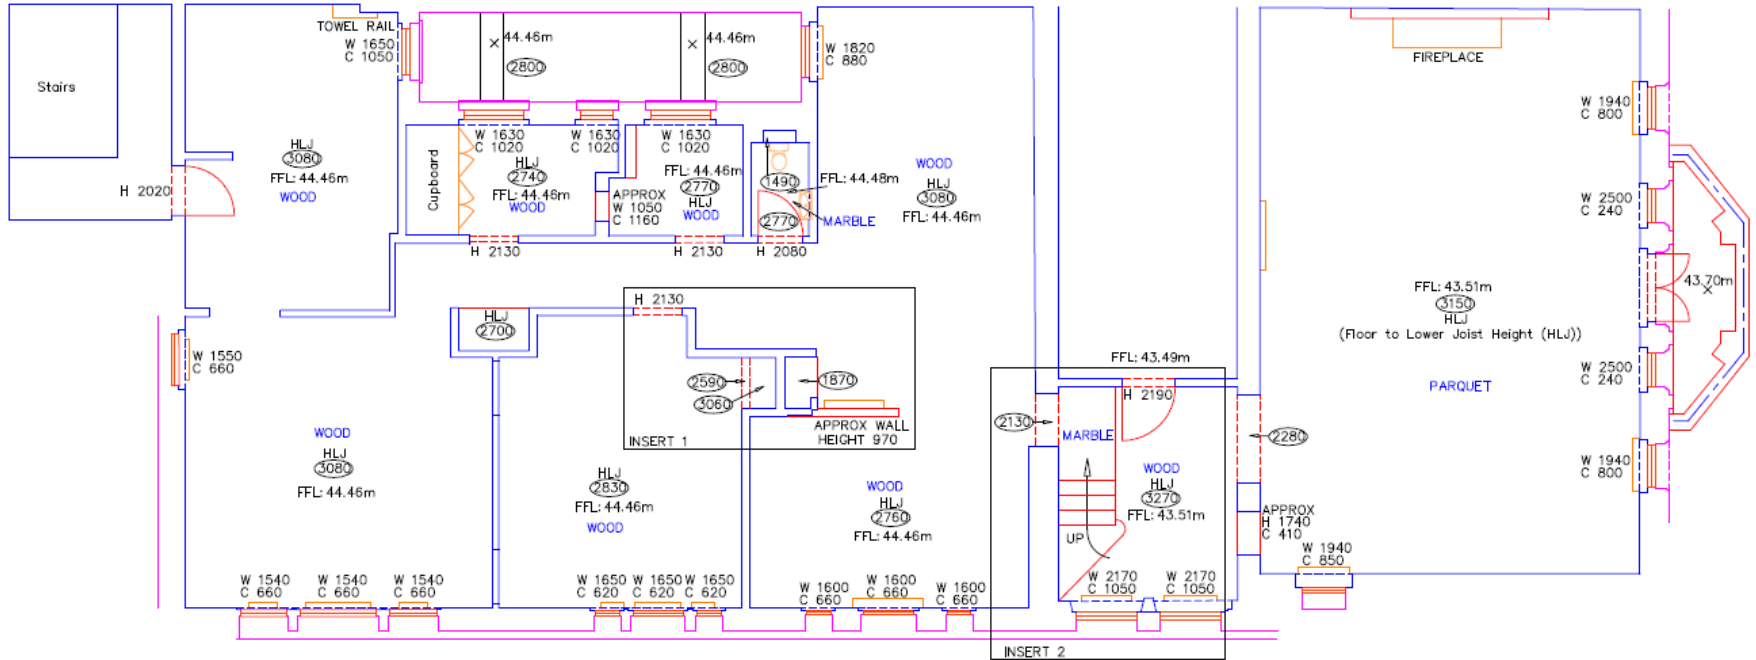 Stairs
TOWEL RAIL
W 1650
C 1050
44.46m
2800
44.46m
2800
W 1820
C 880
FIREPLACE
W 1940
C 800
H 2020
HLJ
3080
FFL: 44.46m
WOOD
Cupboard
W 1630
C 1020
HLJ
2740
FFL: 44.46m
WOOD
W 1630
C 1020
APPROX
W 1050
C 1160
W 1630
C 1020
FFL: 44.46m
2770
HLJ
WOOD
1490
FFL: 44.48m
2770
MARBLE
H 2130
H 2130
H 2080
WOOD
HLJ
3080
FFL: 44.46m
W 2500
C 240
43.70m
FFL: 43.51m
3150
HLJ
(Floor to Lower Joist Height (HLJ))
PARQUET
W 2500
C 240
W 1940
C 800
W 1550
C 660
HLJ
2700
H 2130
2590
3060
1870
APPROX WALL
HEIGHT 970
INSERT 1
FFL: 43.49m
H 2190
2130
MARBLE
2280
WOOD
HLJ
3080
FFL: 44.46m
HLJ
2830
FFL: 44.46m
WOOD
WOOD
HLJ
2760
FFL: 44.46m
WOOD
HLJ
3270
FFL: 43.51m
UP
APPROX
H 1740
C 410
W 1940
C 850
W 1540
C 660
W 1540
C 660
W 1540
C 660
W 1650
C 620
W 1650
C 620
W 1650
C 620
W 1600
C 660
W 1600
C 660
W 1600
C 660
W 2170
C 1050
W 2170
C 1050
INSERT 2